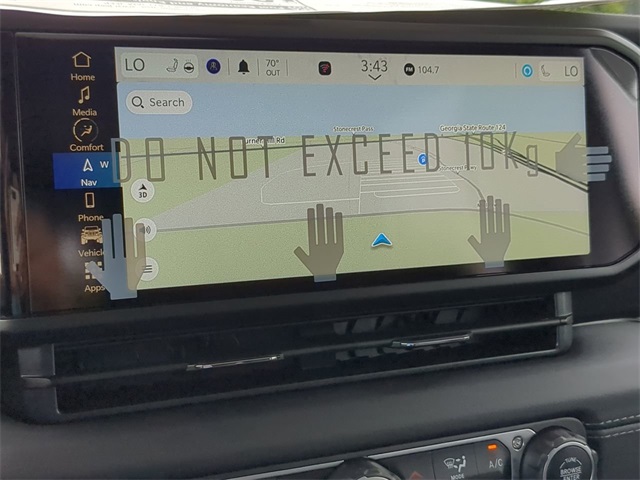 LO
70°
OUT
3:43
FM 104.7
LO
Home
Media
Comfort
W
Nav
Phone
Vehicle
Apps
Search
Stonecrest Pass
Georgia State Route 124
DO NOT EXCEED 10Kg
3D
MODE
A/C
BROWSE
ENTER